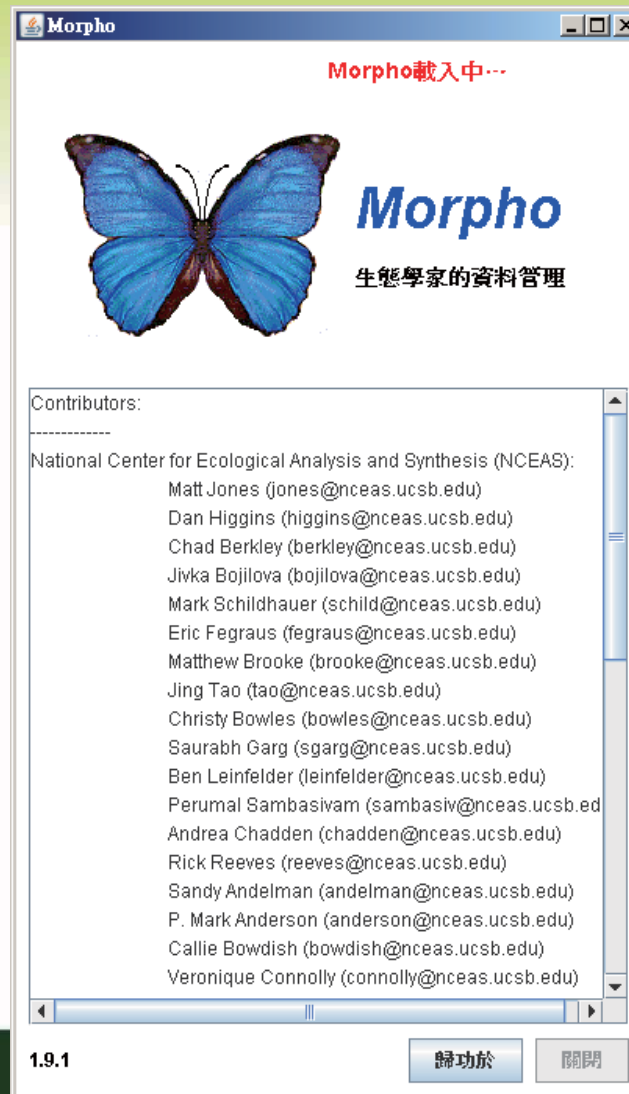 Morpho
Morpho載入中…
Morpho
生態學家的資料管理
Contributors:
-------------
National Center for Ecological Analysis and Synthesis (NCEAS):
Matt Jones (jones@nceas.ucsb.edu)
Dan Higgins (higgins@nceas.ucsb.edu)
Chad Berkley (berkley@nceas.ucsb.edu)
Jivka Bojilova (bojilova@nceas.ucsb.edu)
Mark Schildhauer (schild@nceas.ucsb.edu)
Eric Fegraus (fegraus@nceas.ucsb.edu)
Matthew Brooke (brooke@nceas.ucsb.edu)
Jing Tao (tao@nceas.ucsb.edu)
Christy Bowles (bowles@nceas.ucsb.edu)
Saurabh Garg (sgarg@nceas.ucsb.edu)
Ben Leinfelder (leinfelder@nceas.ucsb.edu)
Perumal Sambasivam (sambasiv@nceas.ucsb.ed
Andrea Chadden (chadden@nceas.ucsb.edu)
Rick Reeves (reeves@nceas.ucsb.edu)
Sandy Andelman (andelman@nceas.ucsb.edu)
P. Mark Anderson (anderson@nceas.ucsb.edu)
Callie Bowdish (bowdish@nceas.ucsb.edu)
Veronique Connolly (connolly@nceas.ucsb.edu)
1.9.1 歸功於 關閉